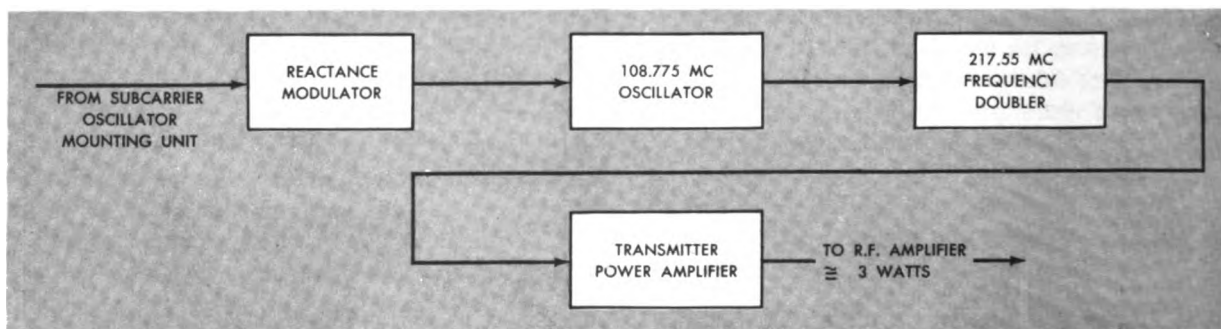 REACTANCE
MODULATOR
108.775 MC
OSCILLATOR
217.55 MC
FREQUENCY
DOUBLER
FROM SUBCARRIER
OSCILLATOR
MOUNTING UNIT
TRANSMITTER
POWER AMPLIFIER
TO R.F. AMPLIFIER
≅ 3 WATTS